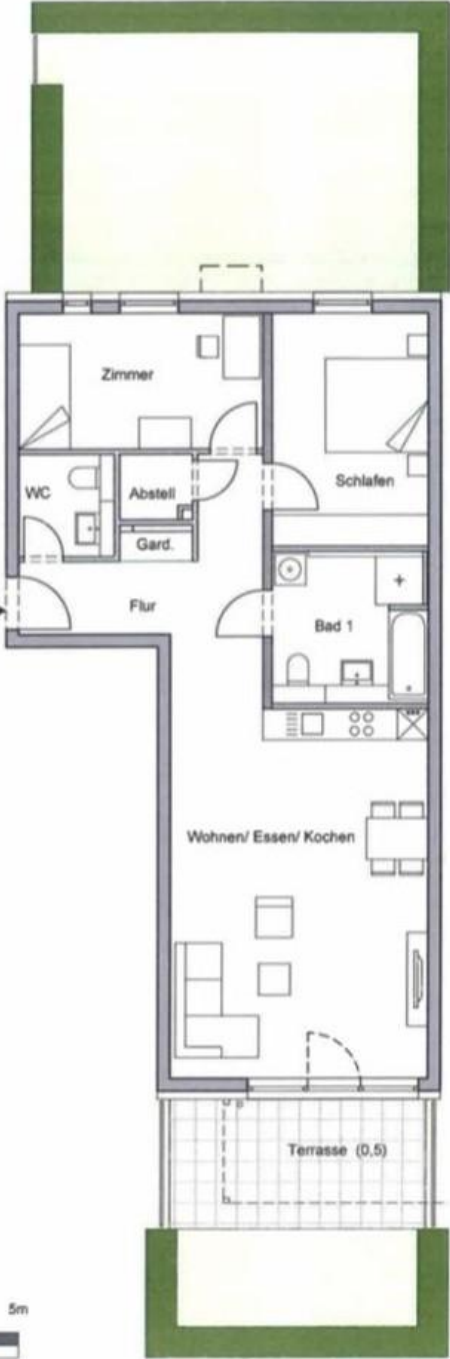 Zimmer
Schlafen
WC
Abstell
Gard.
Flur
Bad 1
Wohnen/ Essen/ Kochen
Terrasse (0,5)
5m